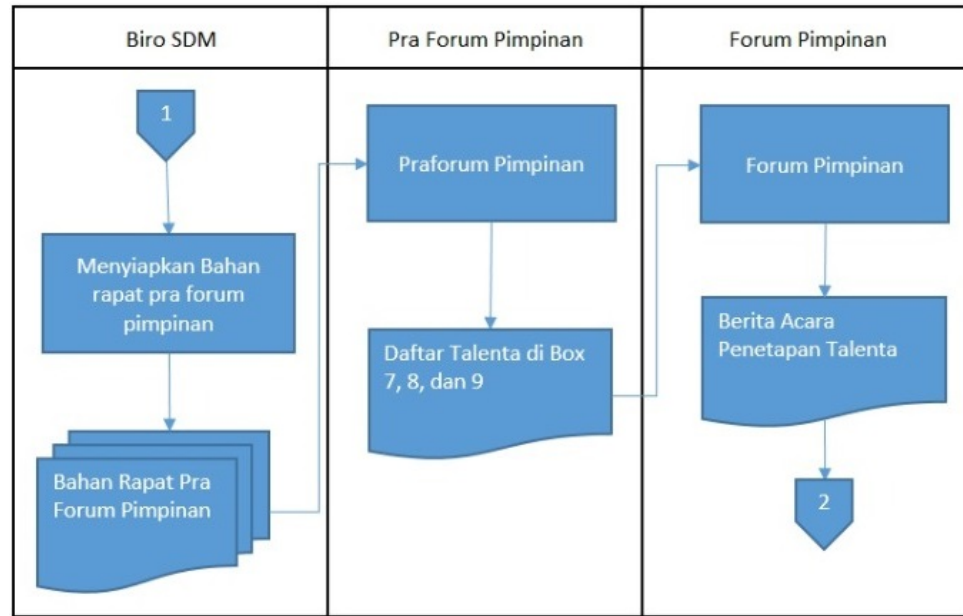 Biro SDM
Pra Forum Pimpinan
Forum Pimpinan
1
Menyiapkan Bahan
rapat pra forum
pimpinan
Bahan Rapat Pra
Forum Pimpinan
Praforum Pimpinan
Daftar Talenta di Box
7, 8, dan 9
Forum Pimpinan
Berita Acara
Penetapan Talenta
2